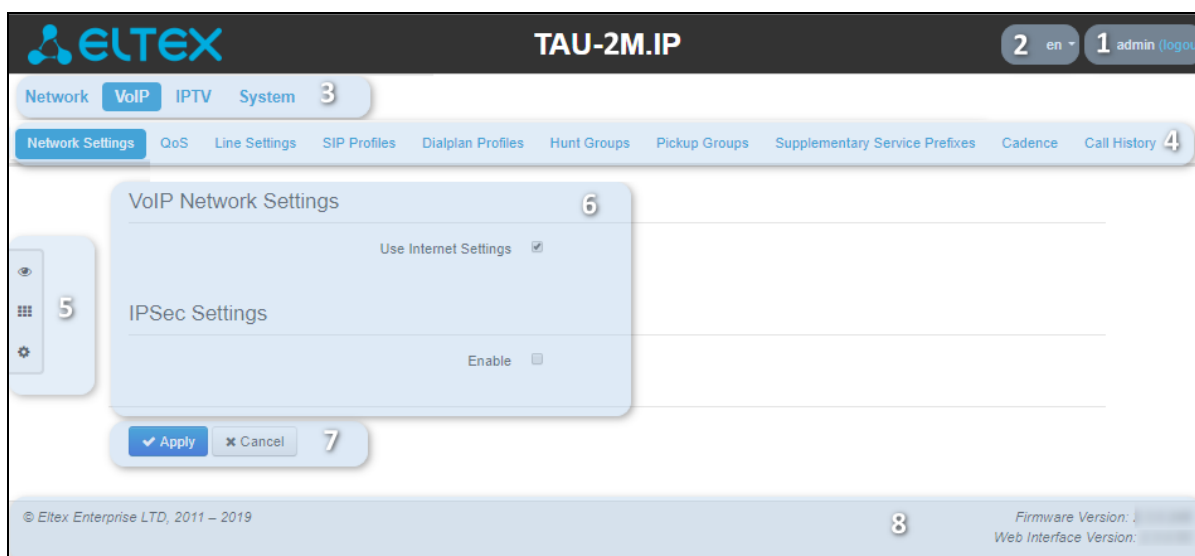 ELTEX TAU-2M.IP 2 en 1 admin
Network VoIP IPTV System 3
Network Settings QoS Line Settings SIP Profiles Dialplan Profiles Hunt Groups Pickup Groups Supplementary Service Prefixes Cadence Call History 4
VoIP Network Settings 6
Use Internet Settings
5
IPSec Settings
Enable
Apply Cancel 7
© Eltex Enterprise LTD, 2011 – 2019 8 Firmware Version:
Web Interface Version: